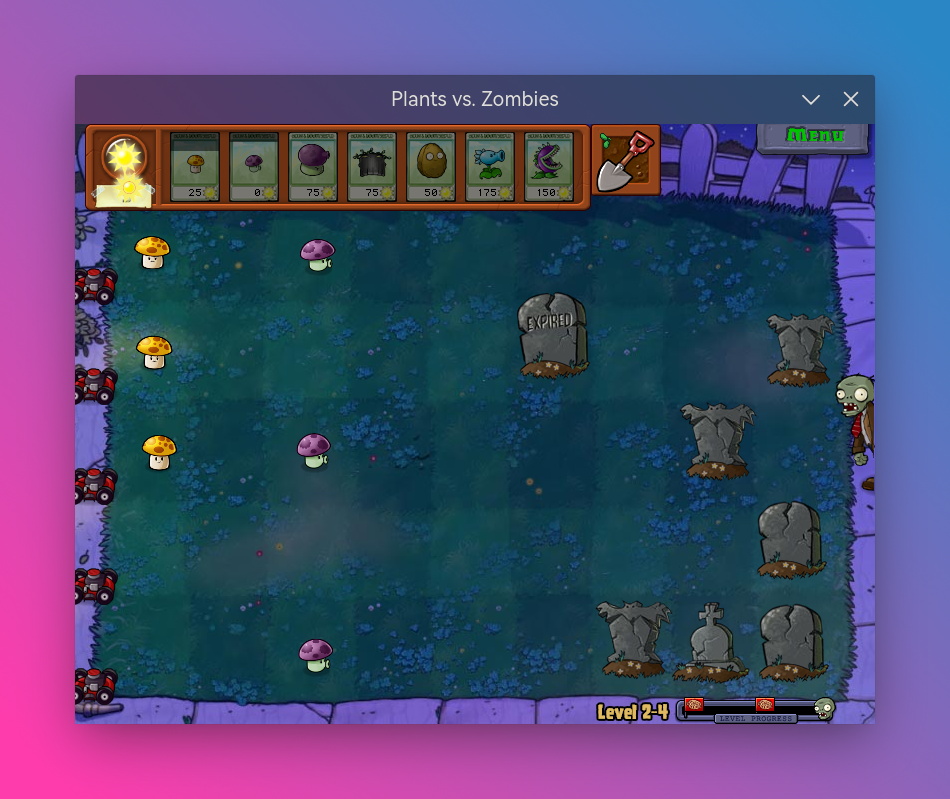 Plants vs. Zombies
Menu
25
0
75
75
50
175
150
EXPIRED
Level 2-4
LEVEL PROGRESS